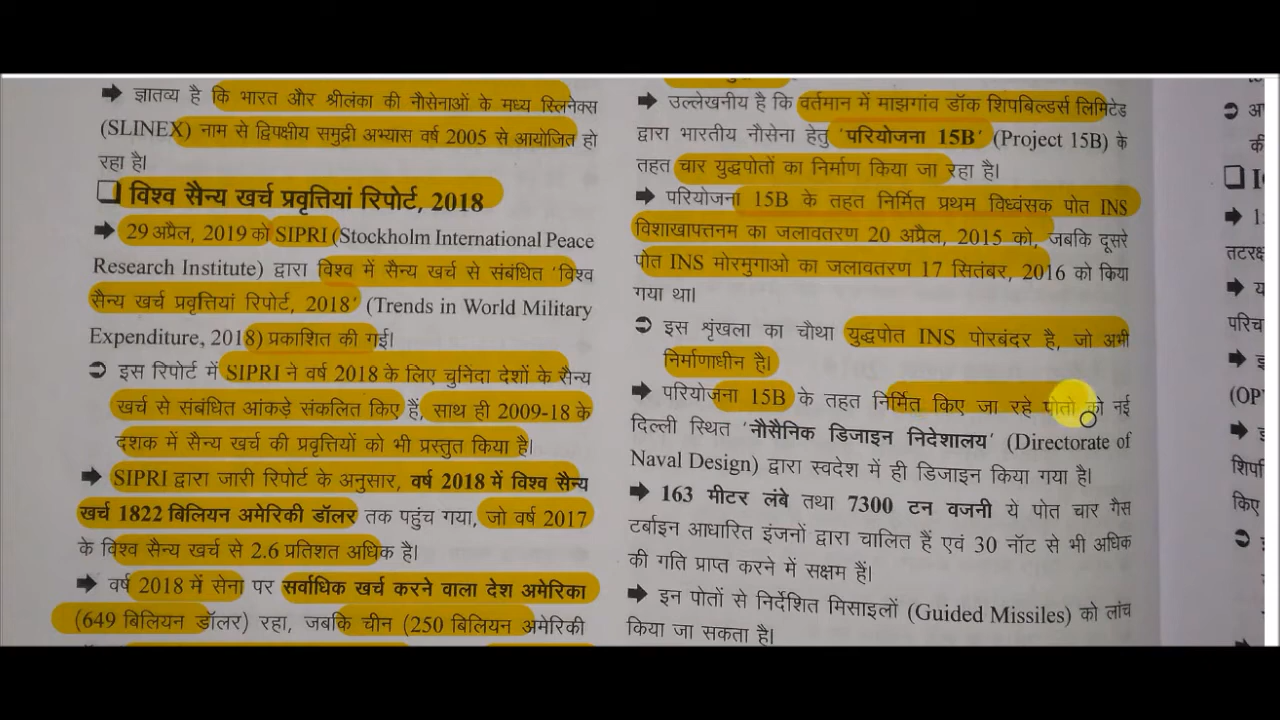 ➡ ज्ञातव्य है कि भारत और श्रीलंका की नौसेनाओं के मध्य स्लिनेक्स
(SLINEX) नाम से द्विपक्षीय समुद्री अभ्यास वर्ष 2005 से आयोजित हो
रहा है।
❑ विश्व सैन्य खर्च प्रवृत्तियां रिपोर्ट, 2018
➡ 29 अप्रैल, 2019 को SIPRI (Stockholm International Peace
Research Institute) द्वारा विश्व में सैन्य खर्च से संबंधित 'विश्व
सैन्य खर्च प्रवृत्तियां रिपोर्ट, 2018' (Trends in World Military
Expenditure, 2018) प्रकाशित की गई।
➲ इस रिपोर्ट में SIPRI ने वर्ष 2018 के लिए चुनिंदा देशों के सैन्य
खर्च से संबंधित आंकड़े संकलित किए हैं, साथ ही 2009-18 के
दशक में सैन्य खर्च की प्रवृत्तियों को भी प्रस्तुत किया है।
➡ SIPRI द्वारा जारी रिपोर्ट के अनुसार, वर्ष 2018 में विश्व सैन्य
खर्च 1822 बिलियन अमेरिकी डॉलर तक पहुंच गया, जो वर्ष 2017
के विश्व सैन्य खर्च से 2.6 प्रतिशत अधिक है।
➡ वर्ष 2018 में सेना पर सर्वाधिक खर्च करने वाला देश अमेरिका
(649 बिलियन डॉलर) रहा, जबकि चीन (250 बिलियन अमेरिकी
➡ उल्लेखनीय है कि वर्तमान में माझगांव डॉक शिपबिल्डर्स लिमिटेड
द्वारा भारतीय नौसेना हेतु 'परियोजना 15B' (Project 15B) के
तहत चार युद्धपोतों का निर्माण किया जा रहा है।
➡ परियोजना 15B के तहत निर्मित प्रथम विध्वंसक पोत INS
विशाखापत्तनम का जलावतरण 20 अप्रैल, 2015 को, जबकि दूसरे
पोत INS मोरमुगाओ का जलावतरण 17 सितंबर, 2016 को किया
गया था।
➲ इस श्रृंखला का चौथा युद्धपोत INS पोरबंदर है, जो अभी
निर्माणाधीन है।
➡ परियोजना 15B के तहत निर्मित किए जा रहे पोतों को नई
दिल्ली स्थित 'नौसैनिक डिजाइन निदेशालय' (Directorate of
Naval Design) द्वारा स्वदेश में ही डिजाइन किया गया है।
➡ 163 मीटर लंबे तथा 7300 टन वजनी ये पोत चार गैस
टर्बाइन आधारित इंजनों द्वारा चालित हैं एवं 30 नॉट से भी अधिक
की गति प्राप्त करने में सक्षम हैं।
➡ इन पोतों से निर्देशित मिसाइलों (Guided Missiles) को लांच
किया जा सकता है।